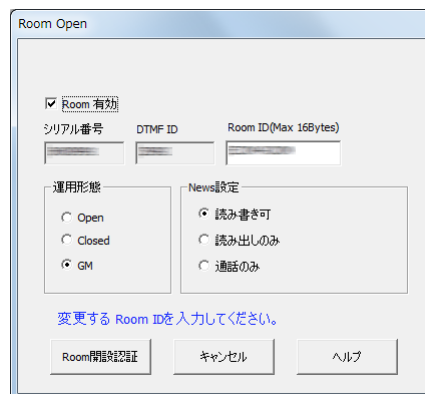 Room Open
Room 有効
シリアル番号 DTMF ID Room ID(Max 16Bytes)
運用形態 News設定
Open 読み書き可
Closed 読み出しのみ
GM 通話のみ
変更する Room IDを入力してください。
Room開設認証 キャンセル ヘルプ